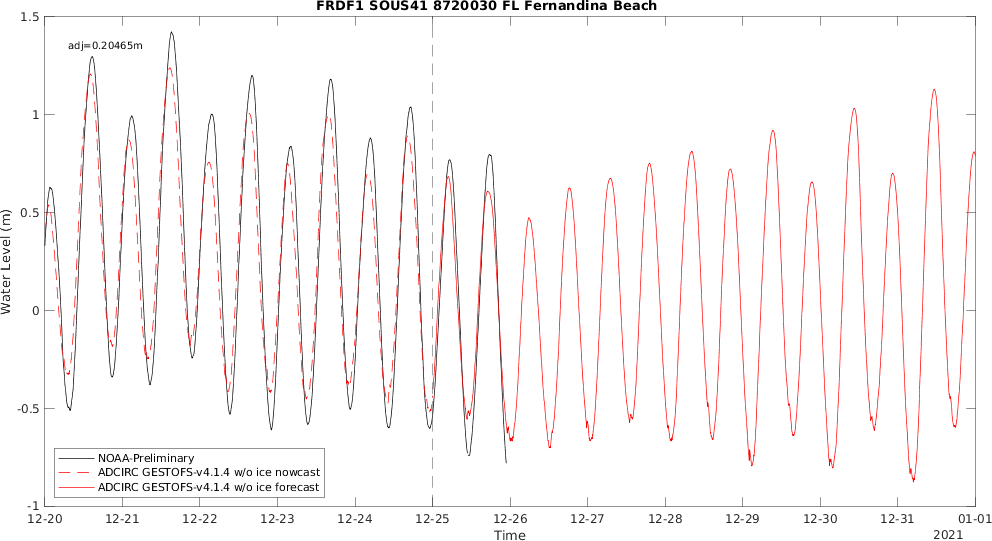 FRDF1 SOUS41 8720030 FL Fernandina Beach
1.5
adj=0.20465m
1
0.5
Water Level (m)
0
-0.5
NOAA-Preliminary
ADCIRC GESTOFS-v4.1.4 w/o ice nowcast
ADCIRC GESTOFS-v4.1.4 w/o ice forecast
-1
12-20 12-21 12-22 12-23 12-24 12-25 12-26 12-27 12-28 12-29 12-30 12-31 01-01
Time
2021